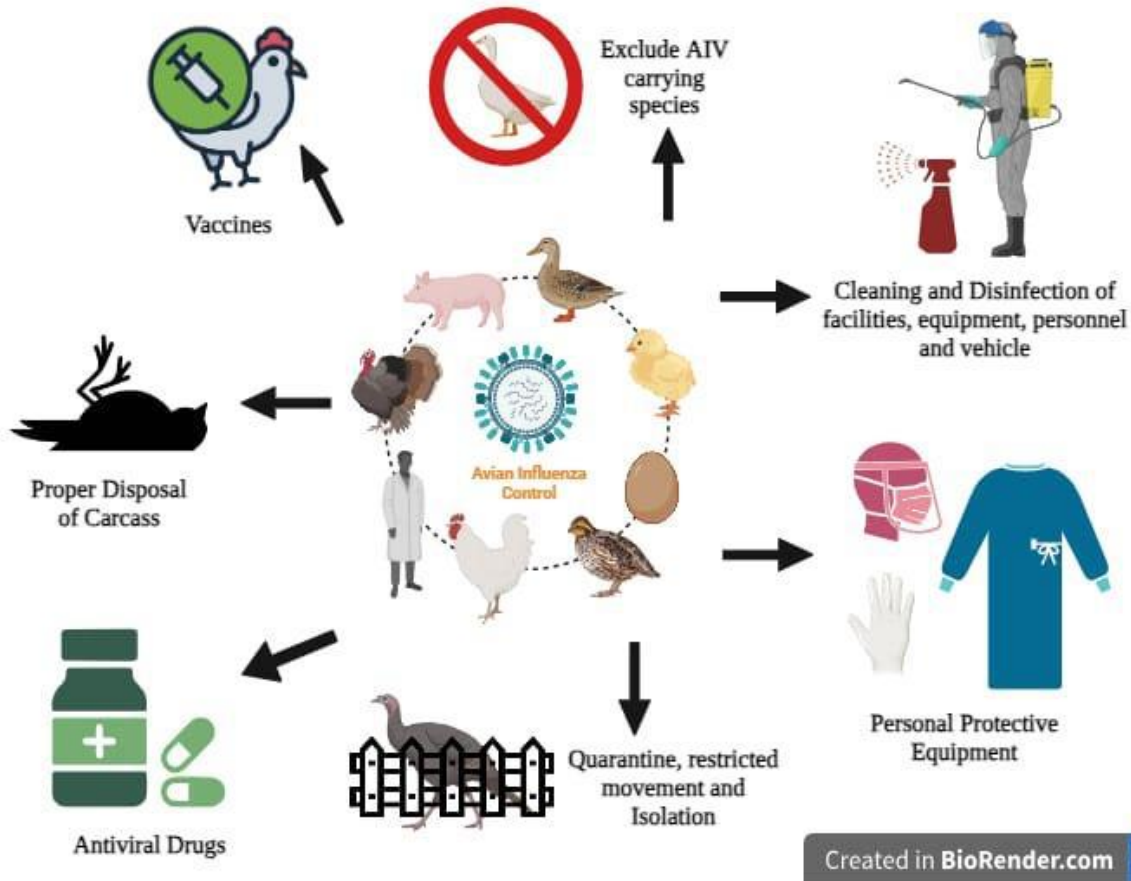 Exclude AIV
carrying
species
Vaccines
Cleaning and Disinfection of
facilities, equipment, personnel
and vehicle
Avian Influenza
Control
Proper Disposal
of Carcass
Personal Protective
Equipment
Quarantine, restricted
movement and
Isolation
Antiviral Drugs
Created in BioRender.com